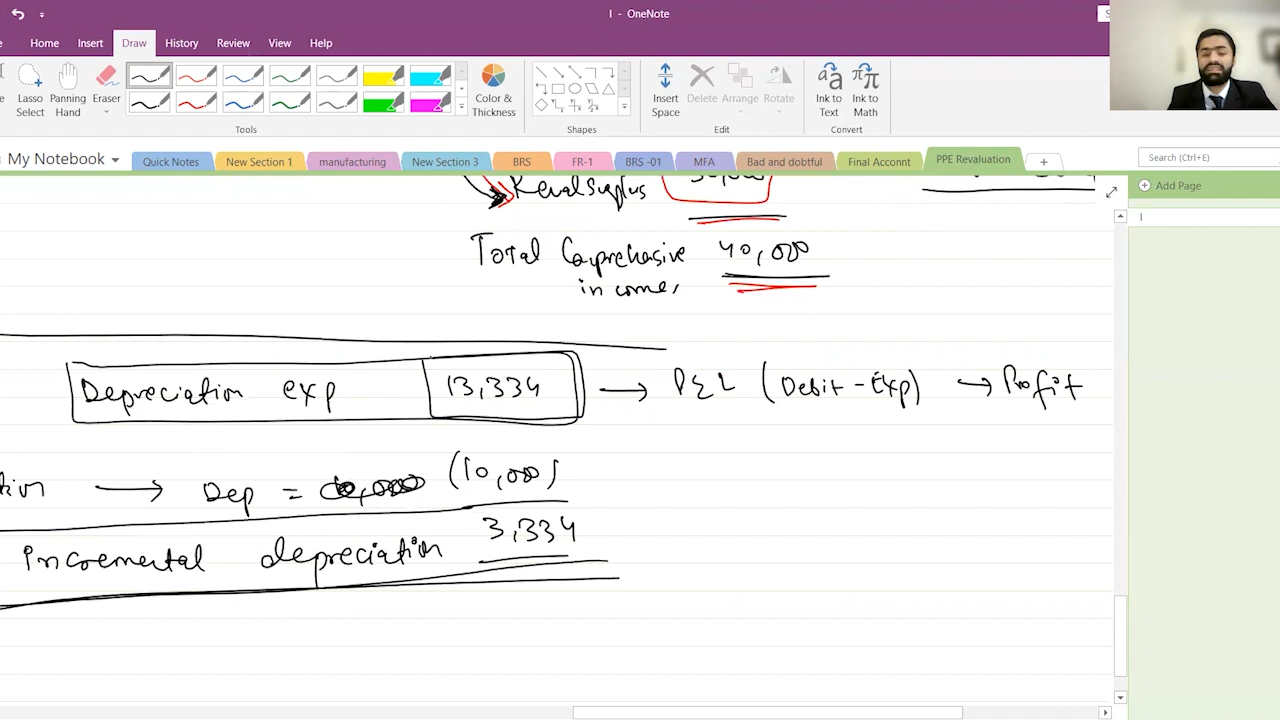 I - OneNote
Home Insert Draw History Review View Help
Lasso Select
Panning Hand
Eraser
Color & Thickness
Insert Space
Delete
Arrange
Rotate
Ink to Text
Ink to Math
Tools
Shapes
Edit
Convert
My Notebook
Quick Notes
New Section 1
manufacturing
New Section 3
BRS
FR-1
BRS -01
MFA
Bad and doubtful
Final Acconnt
PPE Revaluation
Search (Ctrl+E)
Add Page
I
Total Comprehensive 40,000
income,
Depreciation exp 13,334 → P&L (Debit - Exp) → Profit
→ Dep = (10,000)
3,334
incremental depreciation